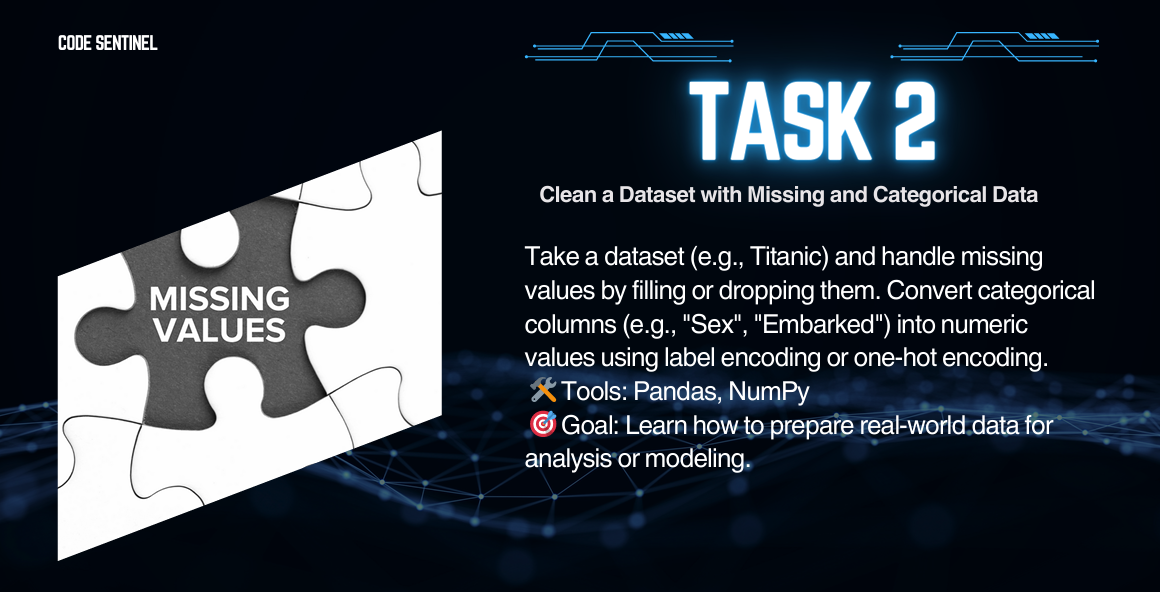 CODE SENTINEL
TASK 2
Clean a Dataset with Missing and Categorical Data
MISSING
VALUES
Take a dataset (e.g., Titanic) and handle missing
values by filling or dropping them. Convert categorical
columns (e.g., "Sex", "Embarked") into numeric
values using label encoding or one-hot encoding.
🛠️ Tools: Pandas, NumPy
🎯 Goal: Learn how to prepare real-world data for
analysis or modeling.